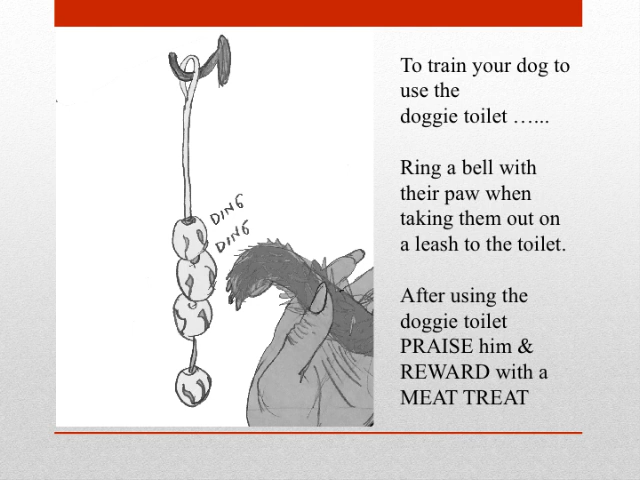 DING
DING
To train your dog to
use the
doggie toilet …...
Ring a bell with
their paw when
taking them out on
a leash to the toilet.
After using the
doggie toilet
PRAISE him &
REWARD with a
MEAT TREAT